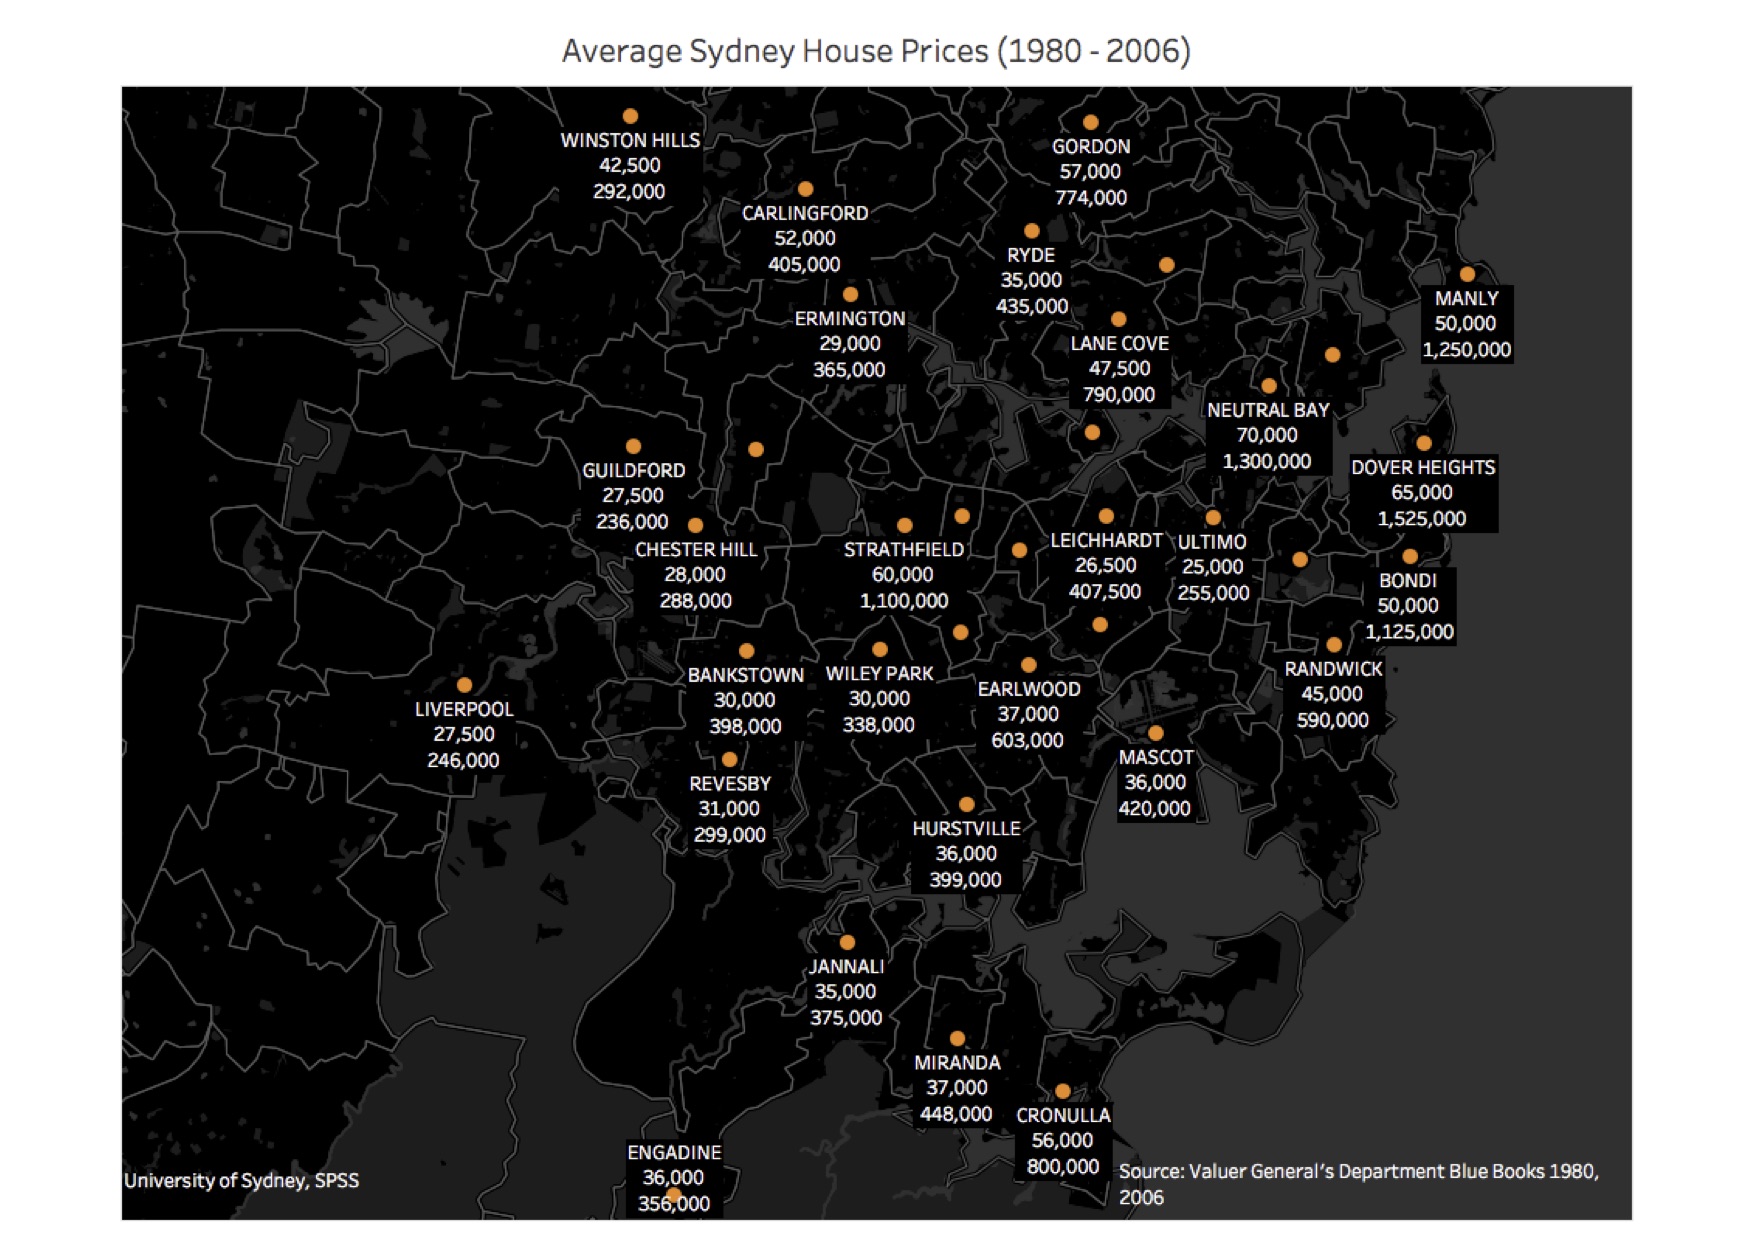 Average Sydney House Prices (1980 - 2006)
WINSTON HILLS
42,500
292,000
GORDON
57,000
774,000
CARLINGFORD
52,000
405,000
RYDE
35,000
435,000
MANLY
50,000
1,250,000
ERMINGTON
29,000
365,000
LANE COVE
47,500
790,000
NEUTRAL BAY
70,000
1,300,000
GUILDFORD
27,500
236,000
DOVER HEIGHTS
65,000
1,525,000
CHESTER HILL
28,000
288,000
STRATHFIELD
60,000
1,100,000
LEICHHARDT
26,500
407,500
ULTIMO
25,000
255,000
BONDI
50,000
1,125,000
BANKSTOWN
30,000
398,000
WILEY PARK
30,000
338,000
EARLWOOD
37,000
603,000
RANDWICK
45,000
590,000
LIVERPOOL
27,500
246,000
MASCOT
36,000
420,000
REVESBY
31,000
299,000
HURSTVILLE
36,000
399,000
JANNALI
35,000
375,000
MIRANDA
37,000
448,000
CRONULLA
56,000
800,000
ENGADINE
36,000
356,000
University of Sydney, SPSS
Source: Valuer General's Department Blue Books 1980,
2006